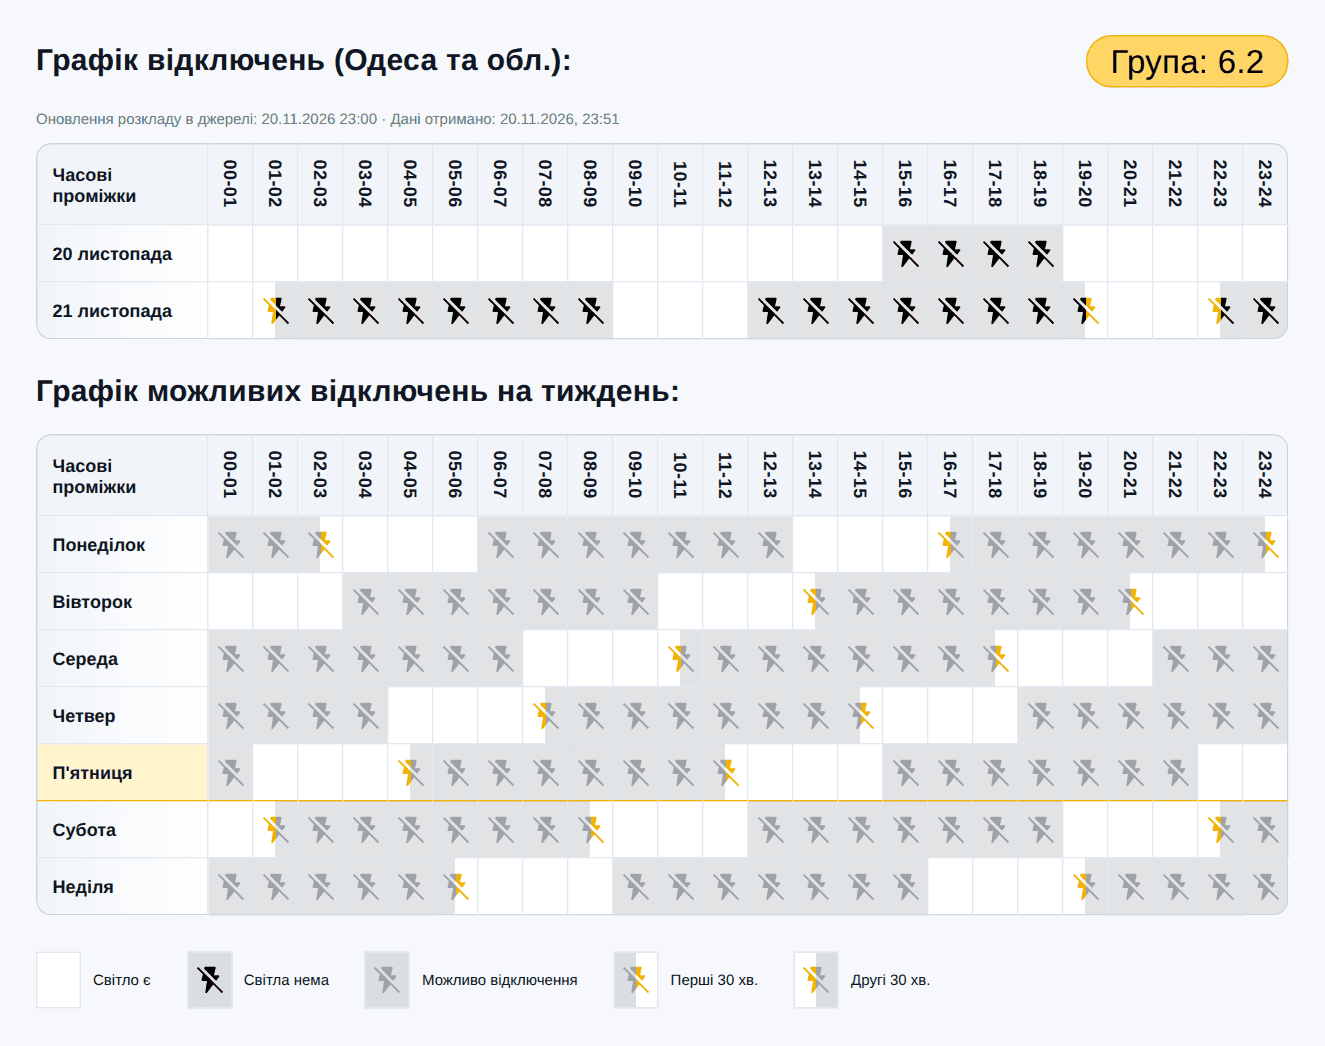 Графік відключень (Одеса та обл.):
Група: 6.2
Оновлення розкладу в джерелі: 20.11.2026 23:00 · Дані отримано: 20.11.2026, 23:51
Часові проміжки 00-01 01-02 02-03 03-04 04-05 05-06 06-07 07-08 08-09 09-10 10-11 11-12 12-13 13-14 14-15 15-16 16-17 17-18 18-19 19-20 20-21 21-22 22-23 23-24
20 листопада
21 листопада
Графік можливих відключень на тиждень:
Часові проміжки 00-01 01-02 02-03 03-04 04-05 05-06 06-07 07-08 08-09 09-10 10-11 11-12 12-13 13-14 14-15 15-16 16-17 17-18 18-19 19-20 20-21 21-22 22-23 23-24
Понеділок
Вівторок
Середа
Четвер
П'ятниця
Субота
Неділя
Світло є Світла нема Можливо відключення Перші 30 хв. Другі 30 хв.